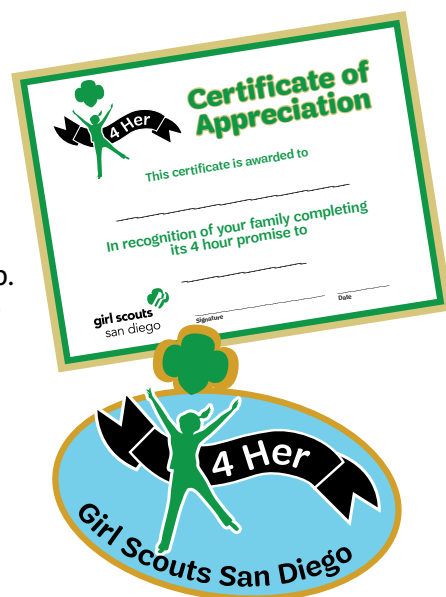 4 Her
Certificate of
Appreciation
This certificate is awarded to
In recognition of your family completing
its 4 hour promise to
girl scouts
san diego
Signature
Date
4 Her
Girl Scouts San Diego